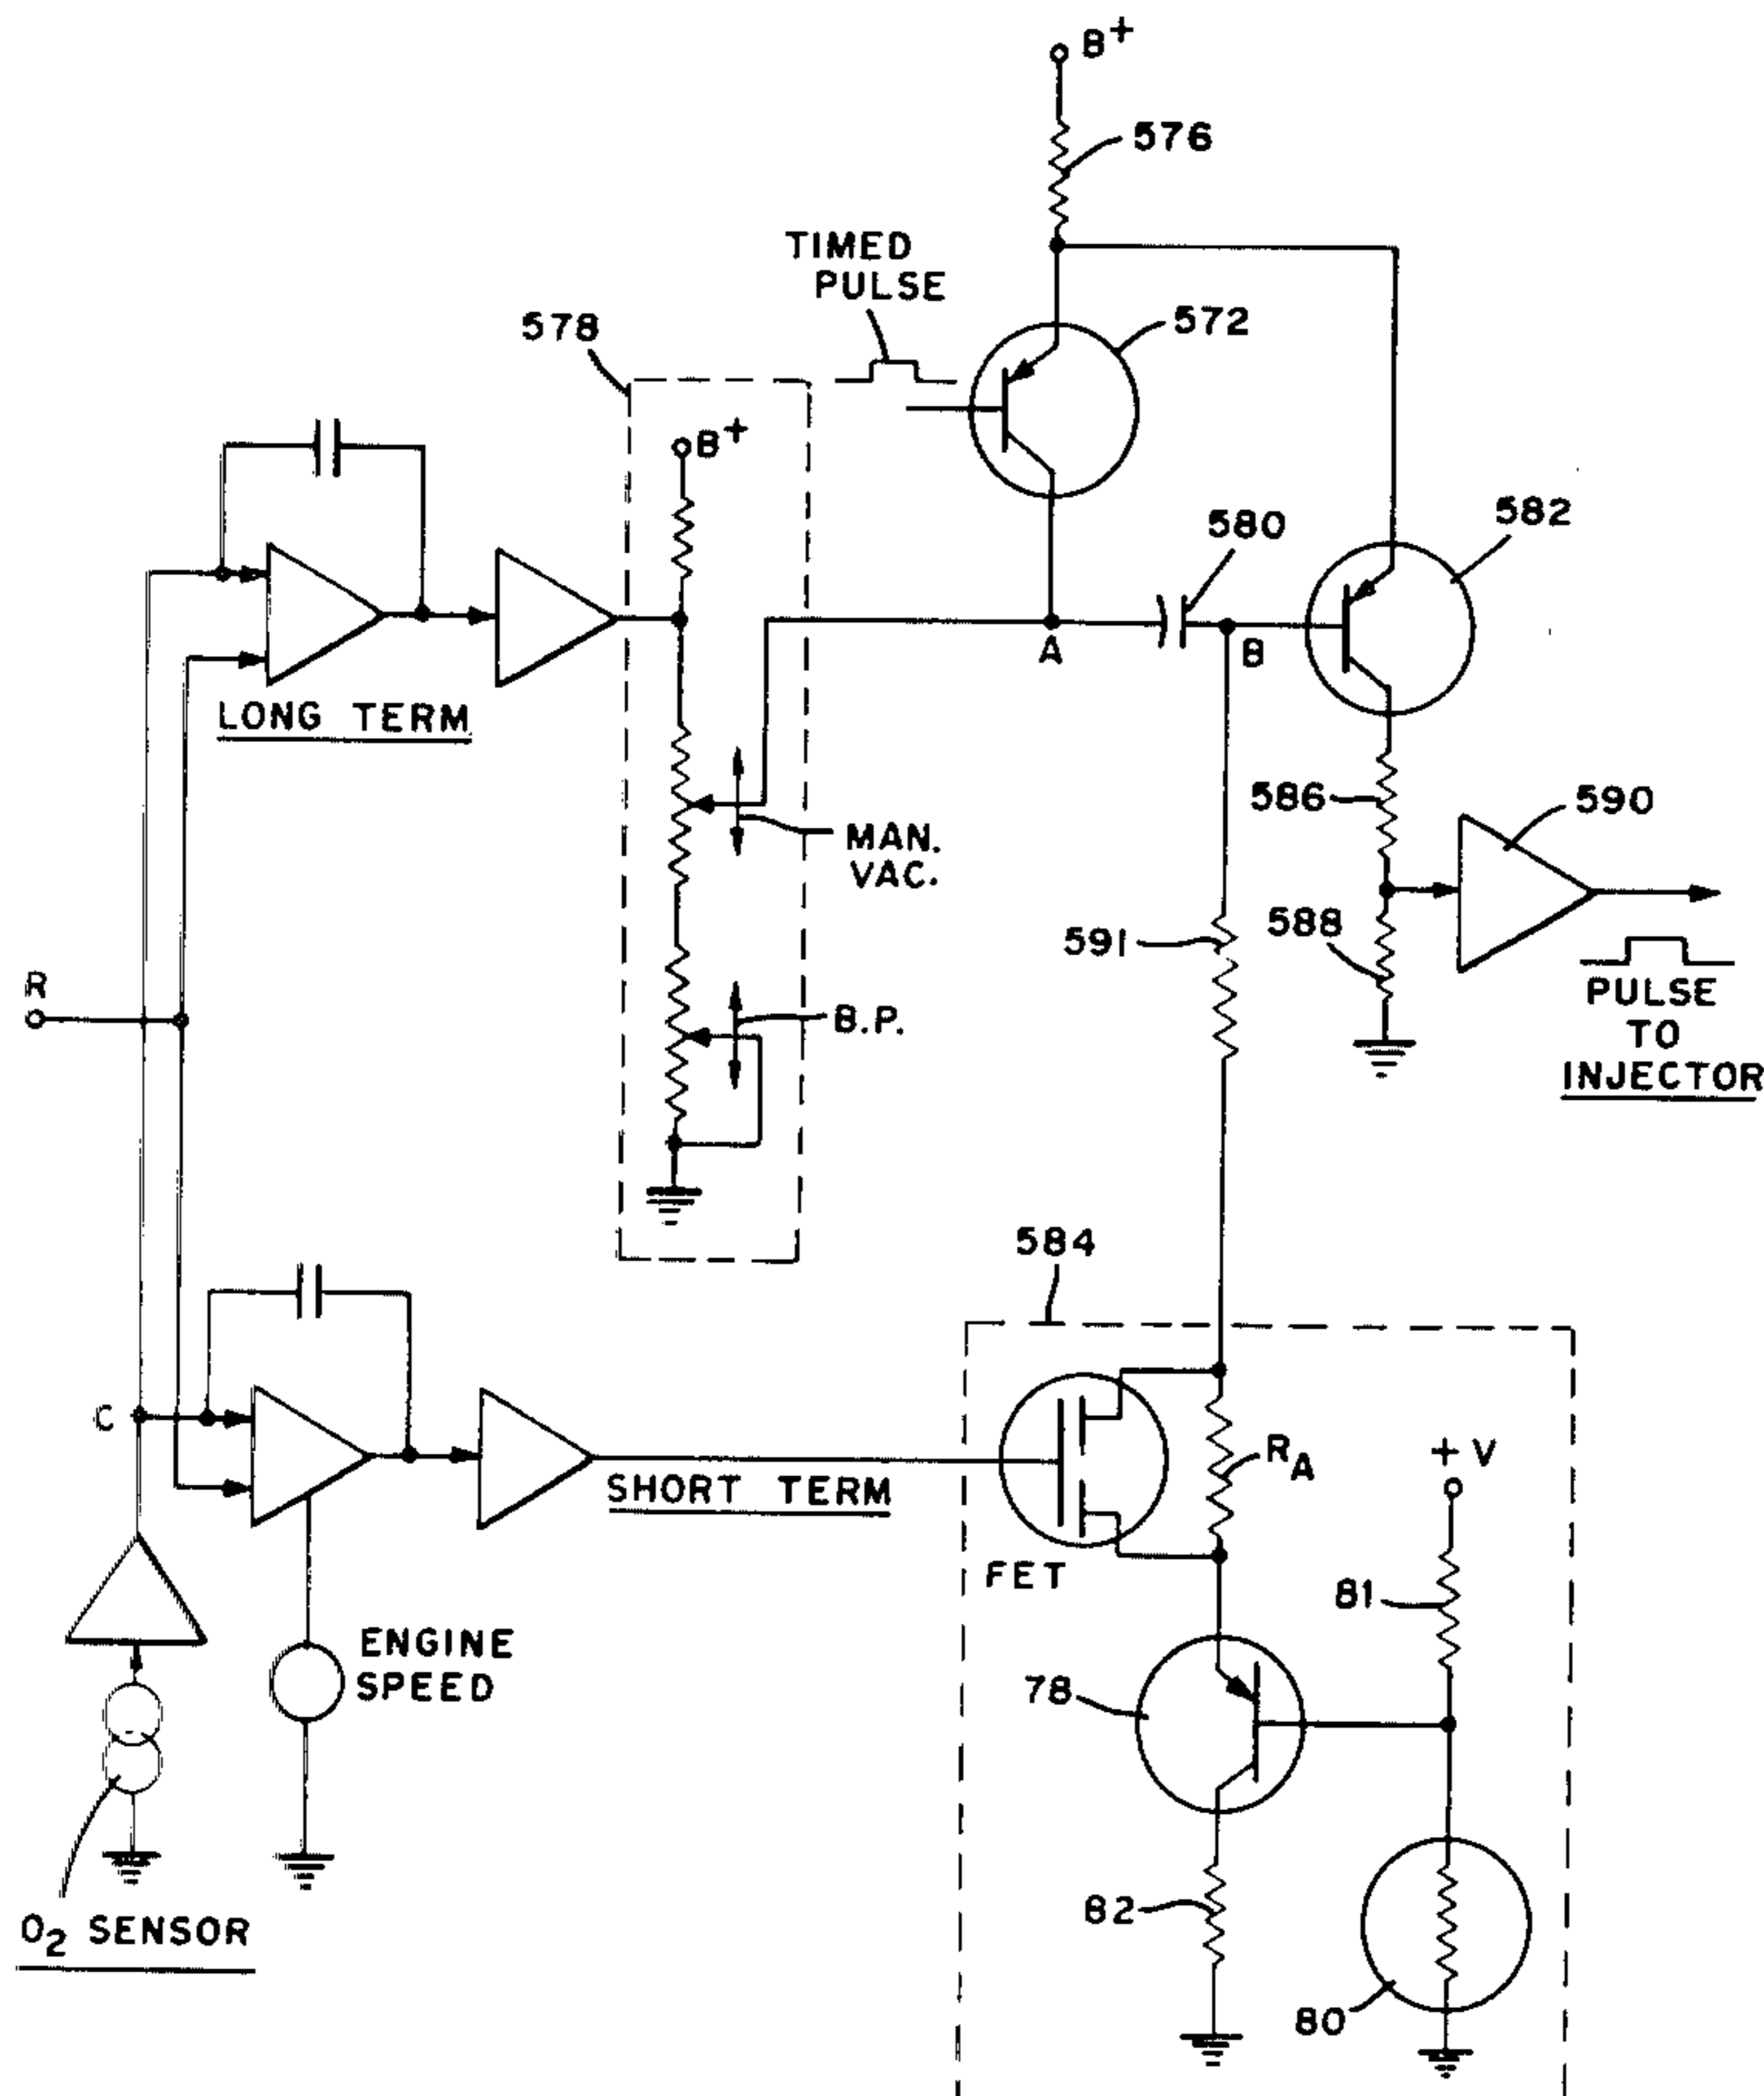 B+
576
TIMED
PULSE
572
578
B+
580
582
A
B
LONG TERM
586
590
MAN.
VAC.
588
591
R
B.P.
PULSE
TO
INJECTOR
584
C
RA
+ V
SHORT TERM
FET
81
ENGINE
SPEED
78
82
O2 SENSOR
80